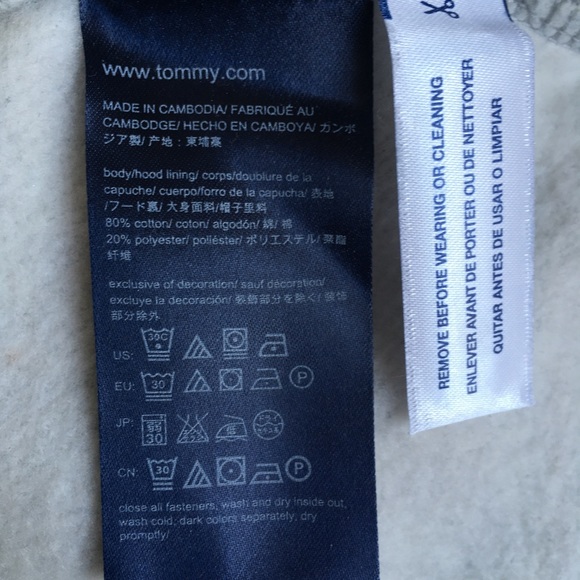 www.tommy.com
MADE IN CAMBODIA/ FABRIQUÉ AU
CAMBODGE/ HECHO EN CAMBOYA/ カンボ
ジア製/ 产地：柬埔寨
body/hood lining/ corps/doublure de la
capuche/ cuerpo/forro de la capucha/ 表地
/フード裏/ 大身面料/帽子里料
80% cotton/ coton/ algodón/ 綿/ 棉
20% polyester/ poliéster/ ポリエステル/ 聚酯
纤维
exclusive of decoration/ sauf décoration/
excluye la decoración/ 装飾部分を除く/ 装饰
部分除外
US: 30C
EU: 30 P
JP: 30
CN: 30 P
close all fasteners, wash and dry inside out,
wash cold, dark colors separately, dry
promptly/
REMOVE BEFORE WEARING OR CLEANING
ENLEVER AVANT DE PORTER OU DE NETTOYER
QUITAR ANTES DE USAR O LIMPIAR